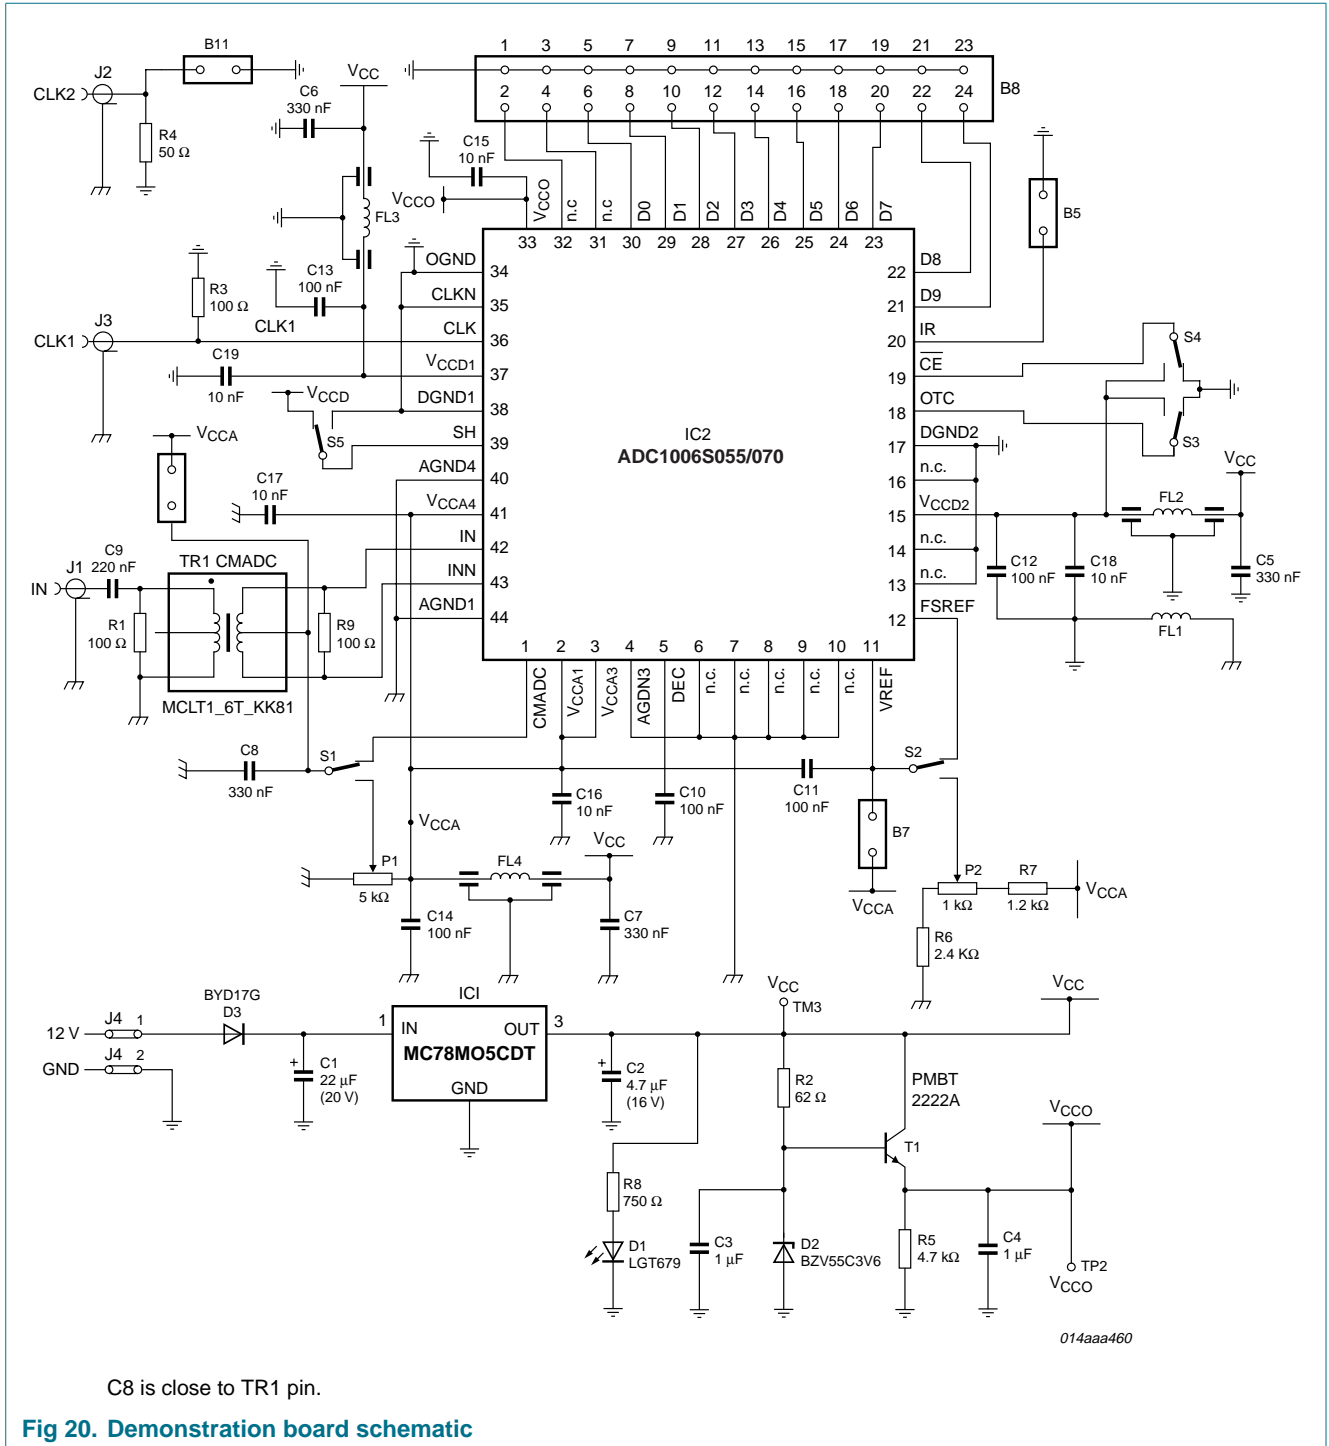 B11
J2
CLK2
R4
50 Ω
VCC
C6
330 nF
FL3
C13
100 nF
C15
10 nF
VCCO
1 3 5 7 9 11 13 15 17 19 21 23
2 4 6 8 10 12 14 16 18 20 22 24
B8
B5
VCCO n.c n.c D0 D1 D2 D3 D4 D5 D6 D7
33 32 31 30 29 28 27 26 25 24 23
OGND 34
CLKN 35
CLK 36
VCCD1 37
DGND1 38
SH 39
AGND4 40
VCCA4 41
IN 42
INN 43
AGND1 44
IC2
ADC1006S055/070
22 D8
21 D9
20 IR
19 CE
18 OTC
17 DGND2
16 n.c.
15 VCCD2
14 n.c.
13 n.c.
12 FSREF
1 2 3 4 5 6 7 8 9 10 11
CMADC VCCA1 VCCA3 AGDN3 DEC n.c. n.c. n.c. n.c. n.c. VREF
R3
100 Ω
CLK1
J3
CLK1
C19
10 nF
VCCD
S5
VCCA
C17
10 nF
TR1 CMADC
C9
220 nF
J1
IN
R1
100 Ω
R9
100 Ω
MCLT1_6T_KK81
C8
330 nF
S1
S4
S3
VCC
FL2
C12
100 nF
C18
10 nF
C5
330 nF
FL1
C16
10 nF
C10
100 nF
C11
100 nF
S2
B7
VCCA
VCCA
P1
5 kΩ
FL4
VCC
C14
100 nF
C7
330 nF
P2
1 kΩ
R7
1.2 kΩ
VCCA
R6
2.4 KΩ
12 V J4 1
GND J4 2
BYD17G
D3
C1
22 μF
(20 V)
ICI
1 IN OUT 3
MC78MO5CDT
GND
C2
4.7 μF
(16 V)
VCC
TM3
VCC
R2
62 Ω
PMBT
2222A
T1
VCCO
R8
750 Ω
D1
LGT679
C3
1 μF
D2
BZV55C3V6
R5
4.7 kΩ
C4
1 μF
TP2
VCCO
014aaa460
C8 is close to TR1 pin.
Fig 20. Demonstration board schematic